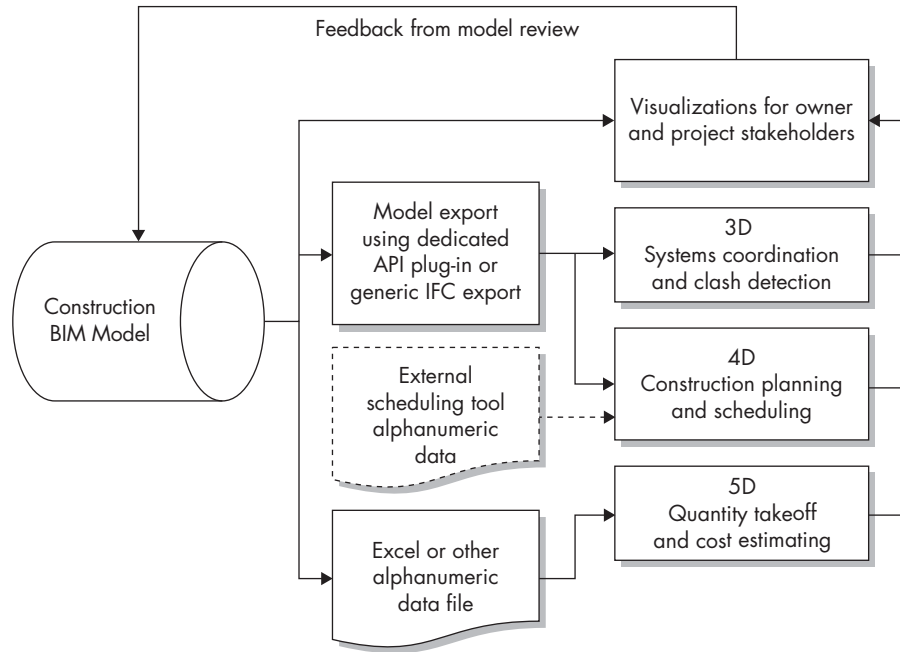 Feedback from model review
Visualizations for owner
and project stakeholders
Model export
using dedicated
API plug-in or
generic IFC export
3D
Systems coordination
and clash detection
Construction
BIM Model
External
scheduling tool
alphanumeric
data
4D
Construction planning
and scheduling
Excel or other
alphanumeric
data file
5D
Quantity takeoff
and cost estimating